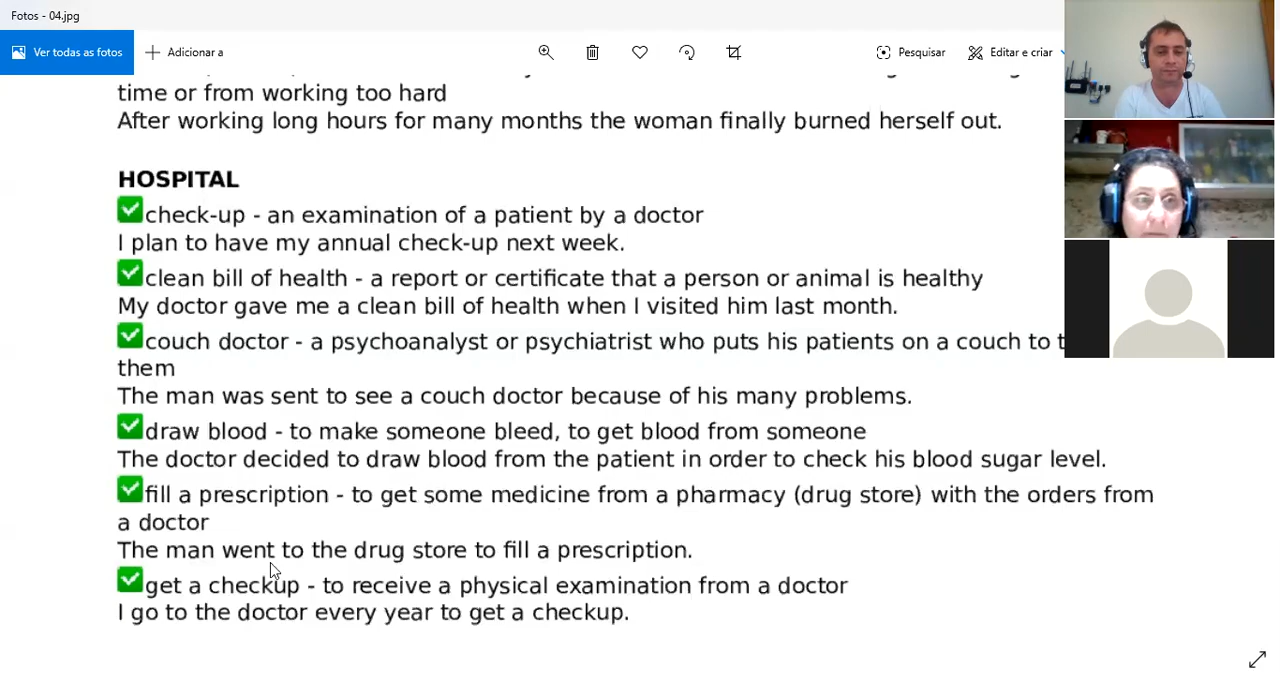 Fotos - 04.jpg
Ver todas as fotos Adicionar a Pesquisar Editar e criar
time or from working too hard
After working long hours for many months the woman finally burned herself out.
HOSPITAL
check-up - an examination of a patient by a doctor
I plan to have my annual check-up next week.
clean bill of health - a report or certificate that a person or animal is healthy
My doctor gave me a clean bill of health when I visited him last month.
couch doctor - a psychoanalyst or psychiatrist who puts his patients on a couch to
them
The man was sent to see a couch doctor because of his many problems.
draw blood - to make someone bleed, to get blood from someone
The doctor decided to draw blood from the patient in order to check his blood sugar level.
fill a prescription - to get some medicine from a pharmacy (drug store) with the orders from
a doctor
The man went to the drug store to fill a prescription.
get a checkup - to receive a physical examination from a doctor
I go to the doctor every year to get a checkup.